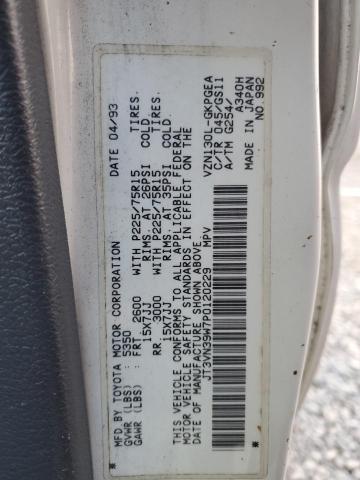 MFD BY TOYOTA MOTOR CORPORATION DATE 04/93
GVWR (LBS) 5350
GAWR (LBS) FRT 2600 WITH P225/75R15 TIRES.
15X7JJ RIMS. AT 26PSI COLD
RR. 3000 WITH P225/75R15 TIRES.
15X7JJ RIMS. AT 35PSI COLD
THIS VEHICLE CONFORMS TO ALL APPLICABLE FEDERAL
MOTOR VEHICLE SAFETY STANDARDS IN EFFECT ON THE
DATE OF MANUFACTURE SHOWN ABOVE
JT3VN39W7P0120229 MPV
VZN130L-GKPGEA
C/TR 045/GS11
A/TM G254/
A340H
MADE IN JAPAN
NO.992